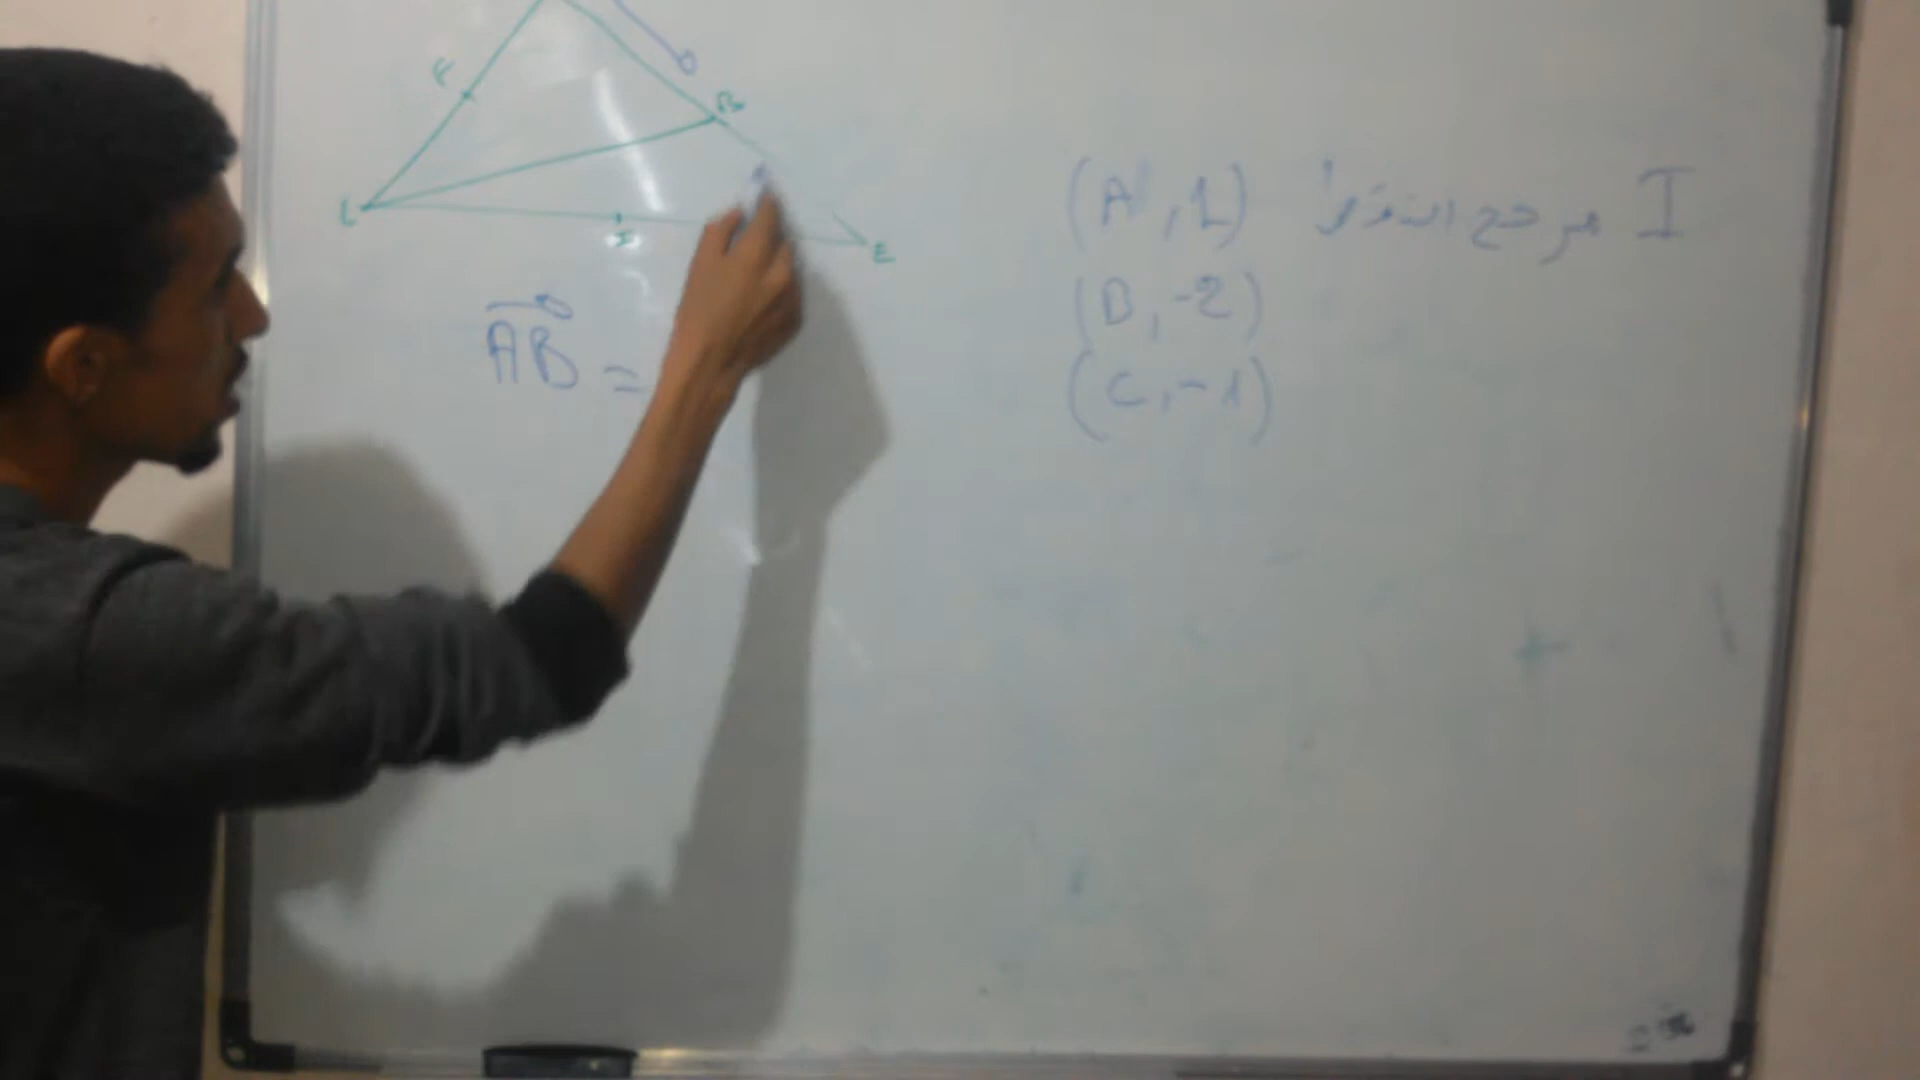 F
B
C
I
E
I مرجح النقط (A, 1)
(B, -2)
(C, -1)
AB =